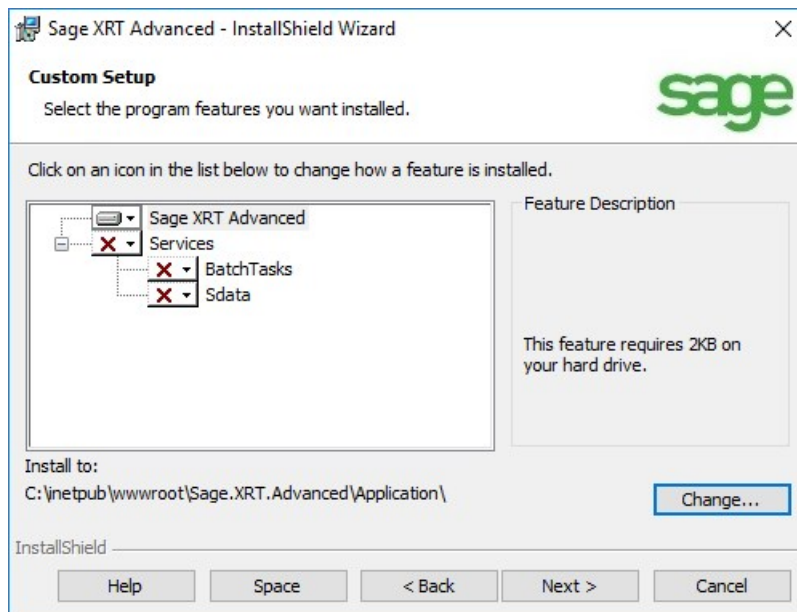 Sage XRT Advanced - InstallShield Wizard
Custom Setup
Select the program features you want installed.
sage
Click on an icon in the list below to change how a feature is installed.
Sage XRT Advanced
Services
BatchTasks
Sdata
Feature Description
This feature requires 2KB on
your hard drive.
Install to:
C:\inetpub\wwwroot\Sage.XRT.Advanced\Application\
Change...
InstallShield
Help
Space
< Back
Next >
Cancel